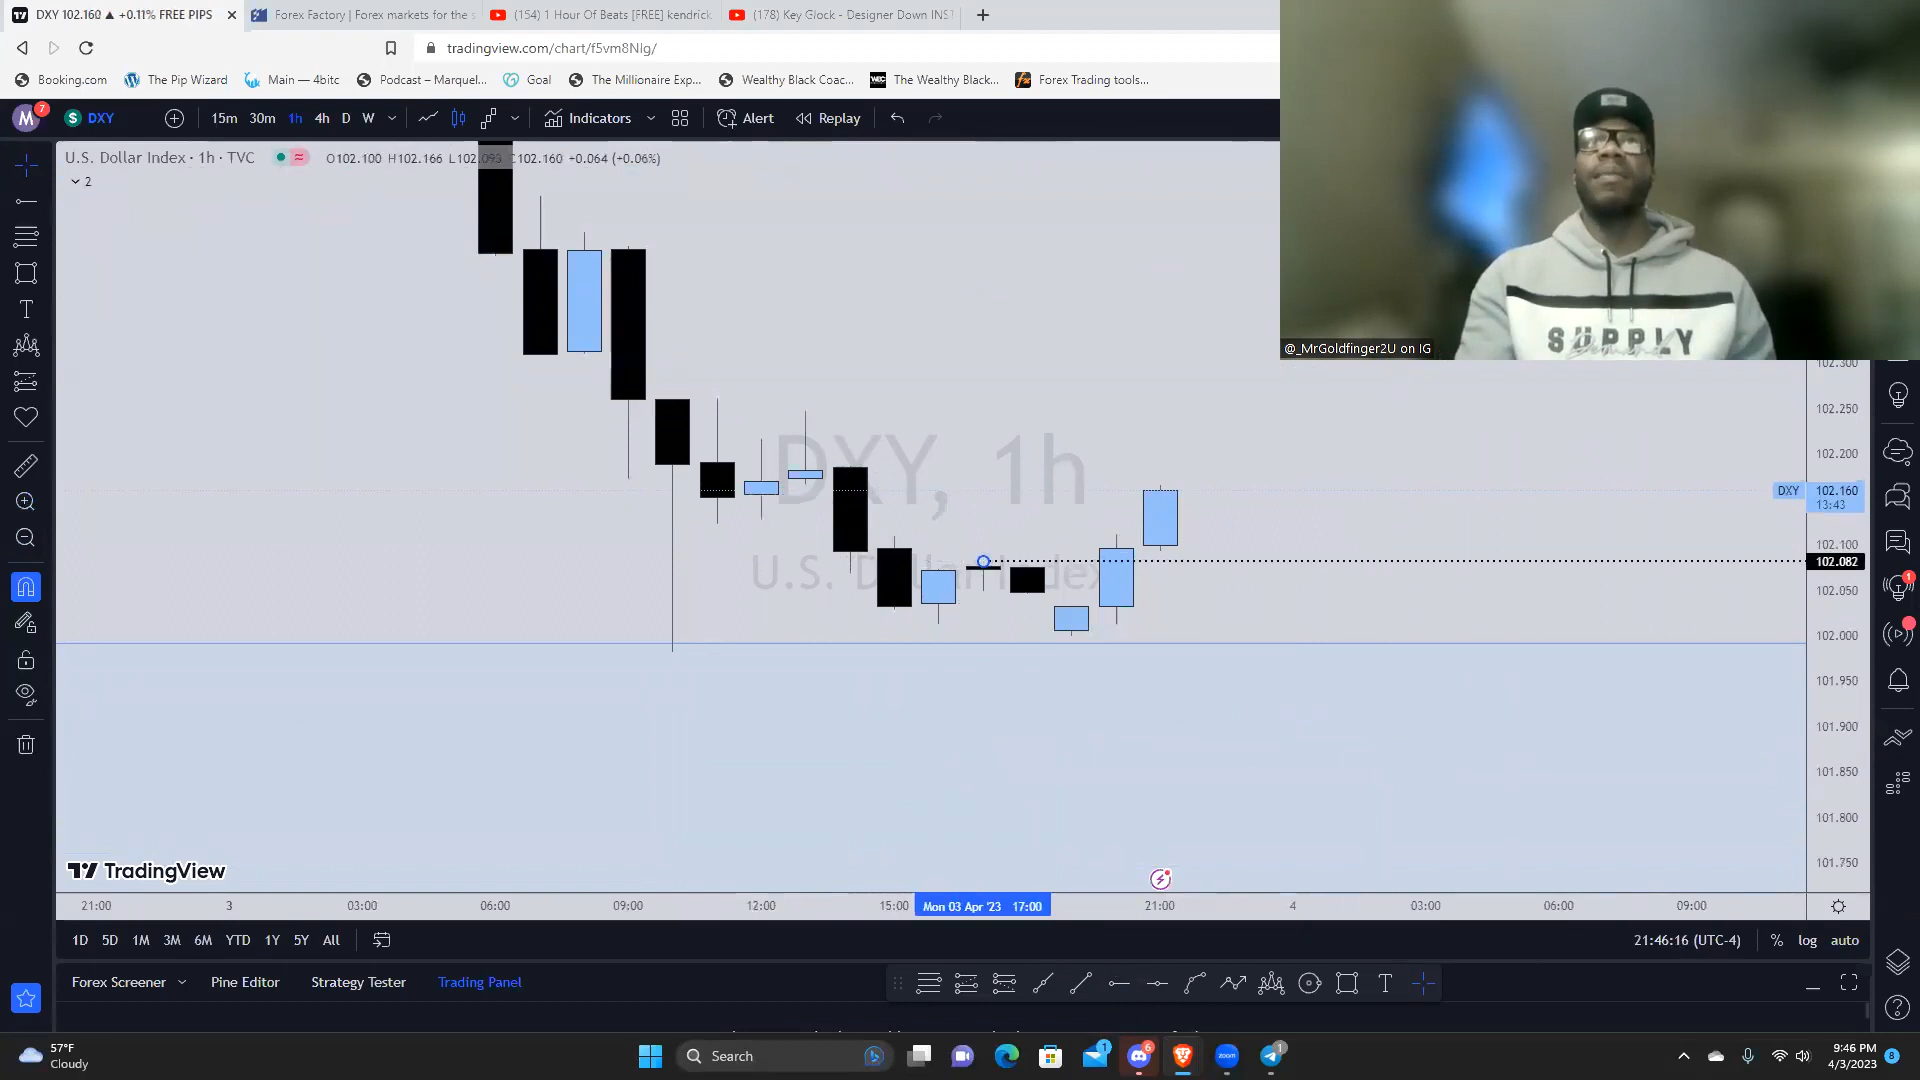 DXY 102.160 ▲ +0.11% FREE PIPS
Forex Factory | Forex markets for the s
(154) 1 Hour Of Beats [FREE] kendrick
(178) Key Glock - Designer Down INST
tradingview.com/chart/f5vm8Nlg/
Booking.com
The Pip Wizard
Main — 4bitc
Podcast – Marquel...
Goal
The Millionaire Exp...
Wealthy Black Coac...
WBC
The Wealthy Black...
Forex Trading tools...
M
7
S
DXY
15m
30m
1h
4h
D
W
Indicators
Alert
Replay
U.S. Dollar Index · 1h · TVC
O102.100 H102.166 L102.093 C102.160 +0.064 (+0.06%)
2
DXY, 1h
U.S. Dollar Index
SUPPLY
@_MrGoldfinger2U on IG
102.300
102.250
102.200
DXY
102.160
13:43
102.100
102.082
102.050
102.000
101.950
101.900
101.850
101.800
101.750
1
TradingView
21:00
3
03:00
06:00
09:00
12:00
15:00
Mon 03 Apr '23 17:00
21:00
4
03:00
06:00
09:00
1D
5D
1M
3M
6M
YTD
1Y
5Y
All
21:46:16 (UTC-4)
%
log
auto
Forex Screener
Pine Editor
Strategy Tester
Trading Panel
57°F
Cloudy
Search
1
6
zoom
1
9:46 PM
4/3/2023
8